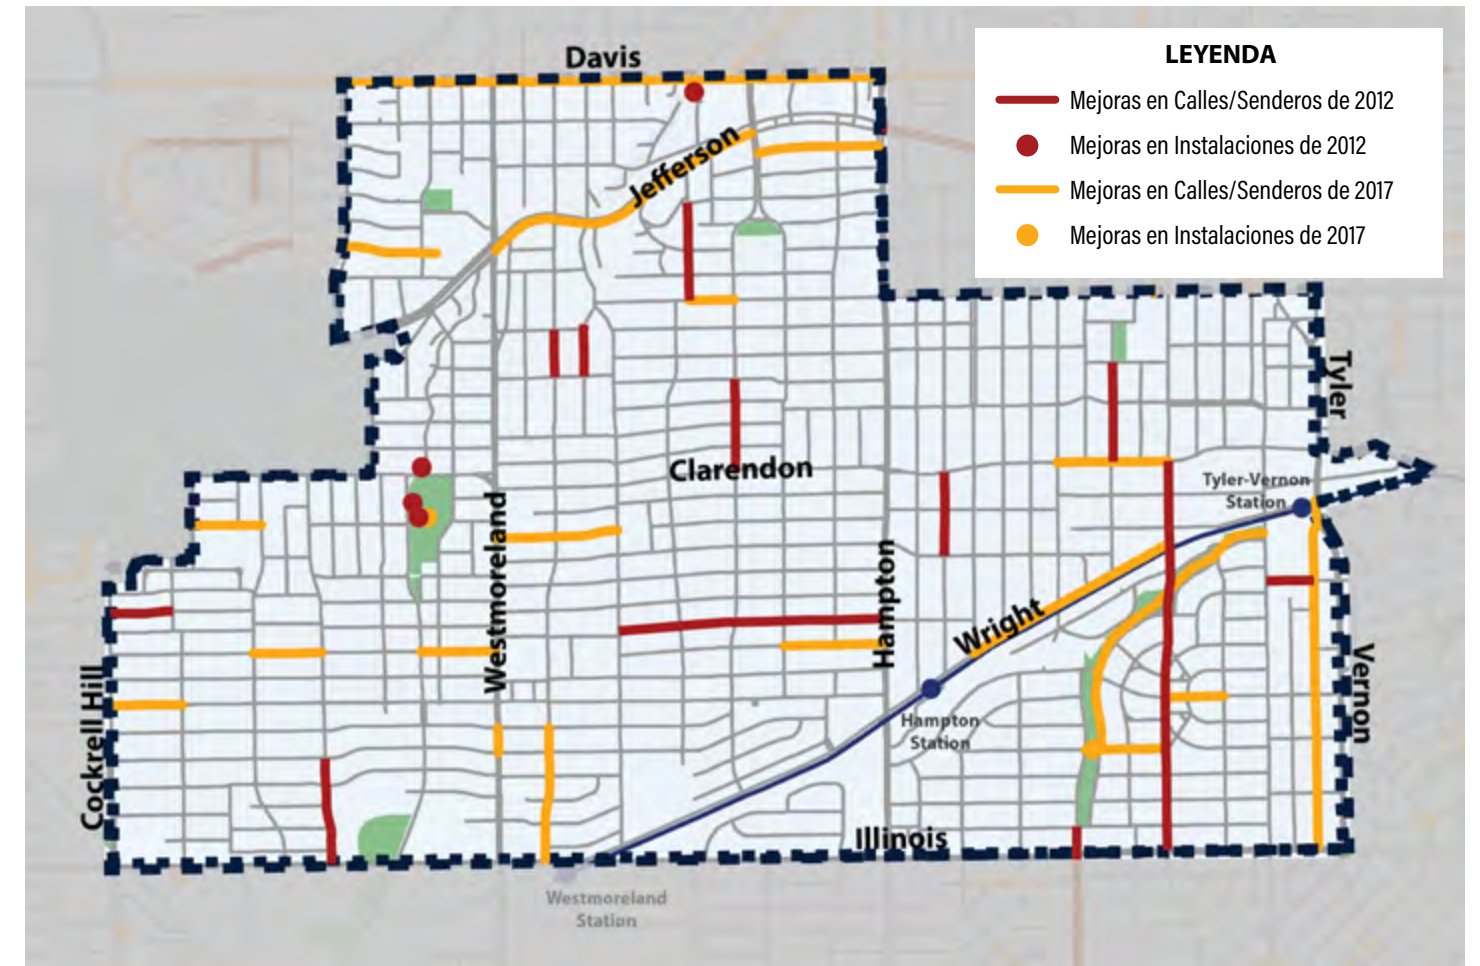 Davis
LEYENDA
Mejoras en Calles/Senderos de 2012
Mejoras en Instalaciones de 2012
Mejoras en Calles/Senderos de 2017
Mejoras en Instalaciones de 2017
Jefferson
Tyler
Clarendon
Tyler-Vernon
Station
Westmoreland
Hampton
Wright
Cockrell Hill
Vernon
Hampton
Station
Illinois
Westmoreland
Station